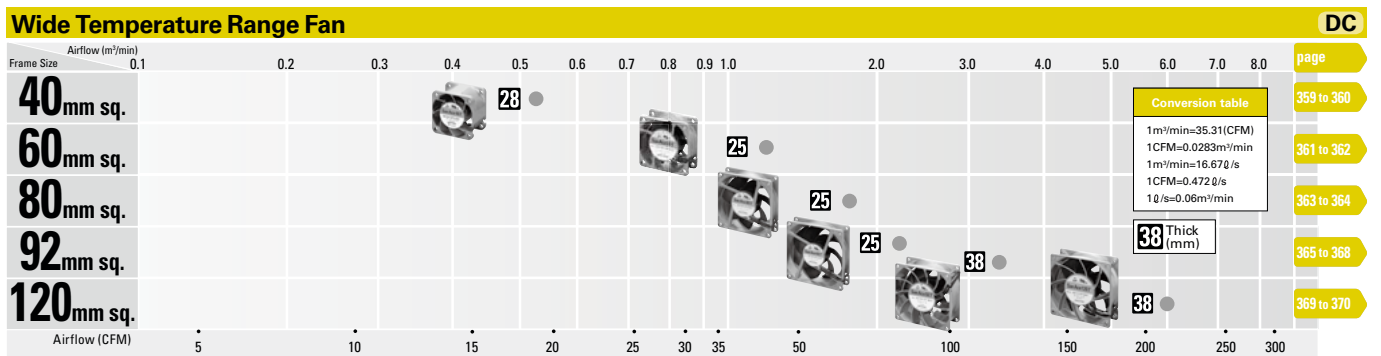 Wide Temperature Range Fan DC
Airflow (m³/min)
Frame Size
0.1 0.2 0.3 0.4 0.5 0.6 0.7 0.8 0.9 1.0 2.0 3.0 4.0 5.0 6.0 7.0 8.0
page
40mm sq.
28
359 to 360
60mm sq.
25
361 to 362
80mm sq.
25
363 to 364
92mm sq.
25
38
365 to 368
120mm sq.
38
369 to 370
Conversion table
1m³/min=35.31(CFM)
1CFM=0.0283m³/min
1m³/min=16.67ℓ/s
1CFM=0.472ℓ/s
1ℓ/s=0.06m³/min
38 Thick
(mm)
Airflow (CFM)
5 10 15 20 25 30 35 50 100 150 200 250 300